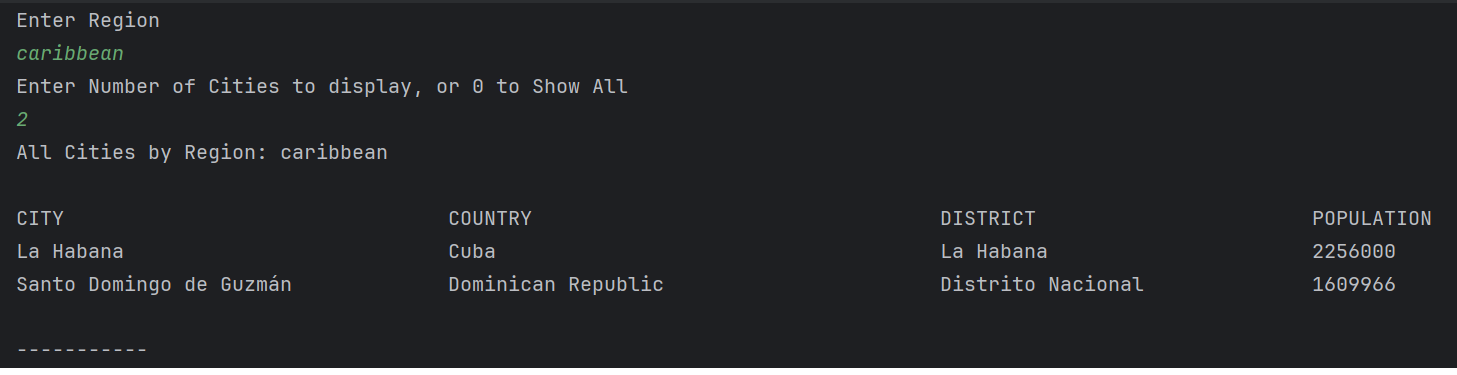 Enter Region
caribbean
Enter Number of Cities to display, or 0 to Show All
2
All Cities by Region: caribbean
CITY COUNTRY DISTRICT POPULATION
La Habana Cuba La Habana 2256000
Santo Domingo de Guzmán Dominican Republic Distrito Nacional 1609966
-----------